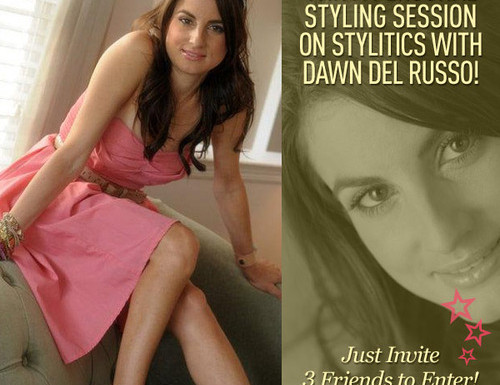 STYLING SESSION
ON STYLITICS WITH
DAWN DEL RUSSO!
Just Invite
3 Friends to Enter!